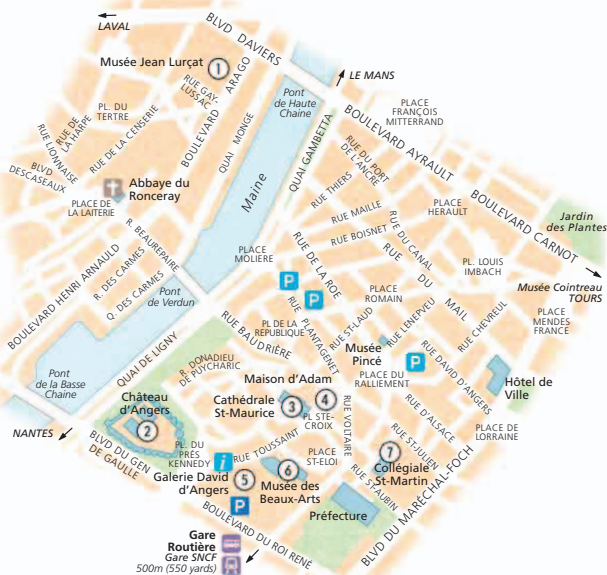 LAVAL
BLVD DAVIERS
Musée Jean Lurçat
1
LE MANS
RUE GAY-
LUSSAC
BOULEVARD ARAGO
Pont
de Haute
Chaine
PLACE
FRANÇOIS
MITTERRAND
PL. DU
TERTRE
RUE DE
LA HARPE
RUE LIONNAISE
RUE DE LA CENSERIE
QUAI MONGE
QUAI GAMBETTA
BOULEVARD AYRAULT
RUE DU PORT
DE L'ANCRE
BLVD
DESCASEAUX
Maine
RUE THIERS
Abbaye du
Ronceray
PLACE DE
LA LAITERIE
RUE MAILLE
PLACE
HERAULT
BOULEVARD CARNOT
Jardin
des Plantes
R. BEAUREPAIRE
RUE BOISNET
RUE DU CANAL
PLACE
MOLIERE
RUE DE LA ROE
PL. LOUIS
IMBACH
BOULEVARD HENRI ARNAULD
R. DES CARMES
Q. DES CARMES
Musée Cointreau
TOURS
Pont
de Verdun
P
P
PLACE
ROMAIN
RUE DU MAIL
RUE PLANTAGENET
RUE ST-LAUD
RUE LENEPVEU
RUE CHEVREUL
PLACE
MENDES
FRANCE
RUE BAUDRIÈRE
PL DE LA
REPUBLIQUE
QUAI DE LIGNY
Musée
Pincé
P
RUE DAVID D'ANGERS
R. DONADIEU
DE PUYCHARIC
Pont
de la Basse
Chaine
Maison d'Adam
PLACE DU
RALLIEMENT
Hôtel de
Ville
Château
d'Angers
2
Cathédrale
St-Maurice
3
4
PL STE-
CROIX
RUE VOLTAIRE
RUE D'ALSACE
PLACE DE
LORRAINE
NANTES
BLVD DU GEN
DE GAULLE
PL. DU
PRÉS
KENNEDY
RUE TOUSSAINT
PLACE
ST-ELOI
RUE ST-JULIEN
7
Collégiale
St-Martin
i
Galerie David
d'Angers
5
6
Musée des
Beaux-Arts
RUE ST-AUBIN
BLVD DU MARÉCHAL-FOCH
P
Préfecture
BOULEVARD DU ROI RENÉ
Gare
Routière
Gare SNCF
500m (550 yards)